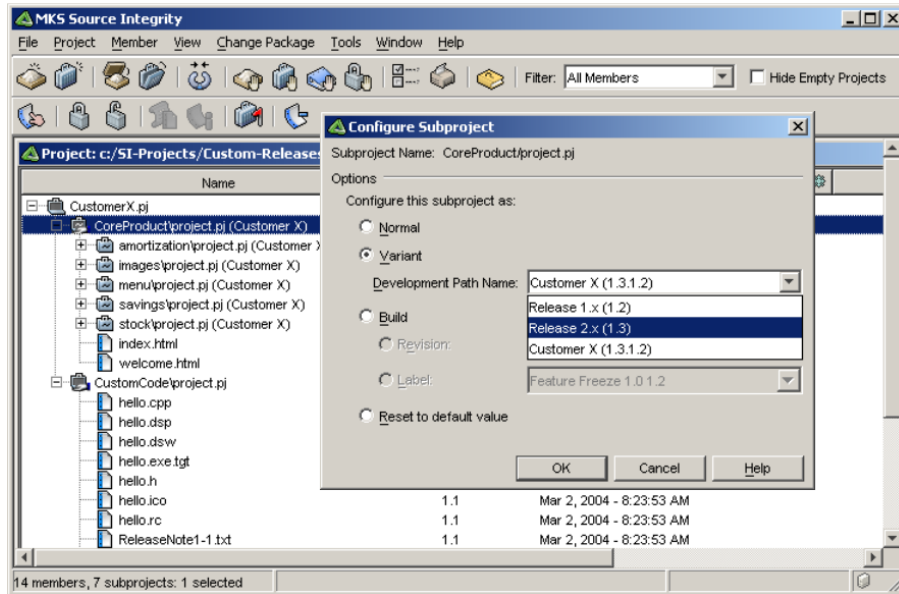 MKS Source Integrity
File Project Member View Change Package Tools Window Help
Filter: All Members Hide Empty Projects
Project: c:/SI-Projects/Custom-Releases
Name
CustomerX.pj
CoreProduct\project.pj (Customer X)
amortization\project.pj (Customer
images\project.pj (Customer X)
menu\project.pj (Customer X)
savings\project.pj (Customer X)
stock\project.pj (Customer X)
index.html
welcome.html
CustomCode\project.pj
hello.cpp
hello.dsp
hello.dsw
hello.exe.tgt
hello.h
hello.ico 1.1 Mar 2, 2004 - 8:23:53 AM
hello.rc 1.1 Mar 2, 2004 - 8:23:53 AM
ReleaseNote1-1.txt 1.1 Mar 2, 2004 - 8:23:53 AM
14 members, 7 subprojects: 1 selected
Configure Subproject
Subproject Name: CoreProduct/project.pj
Options
Configure this subproject as:
Normal
Variant
Development Path Name: Customer X (1.3.1.2)
Release 1.x (1.2)
Release 2.x (1.3)
Customer X (1.3.1.2)
Build
Revision:
Label: Feature Freeze 1.0 1.2
Reset to default value
OK Cancel Help